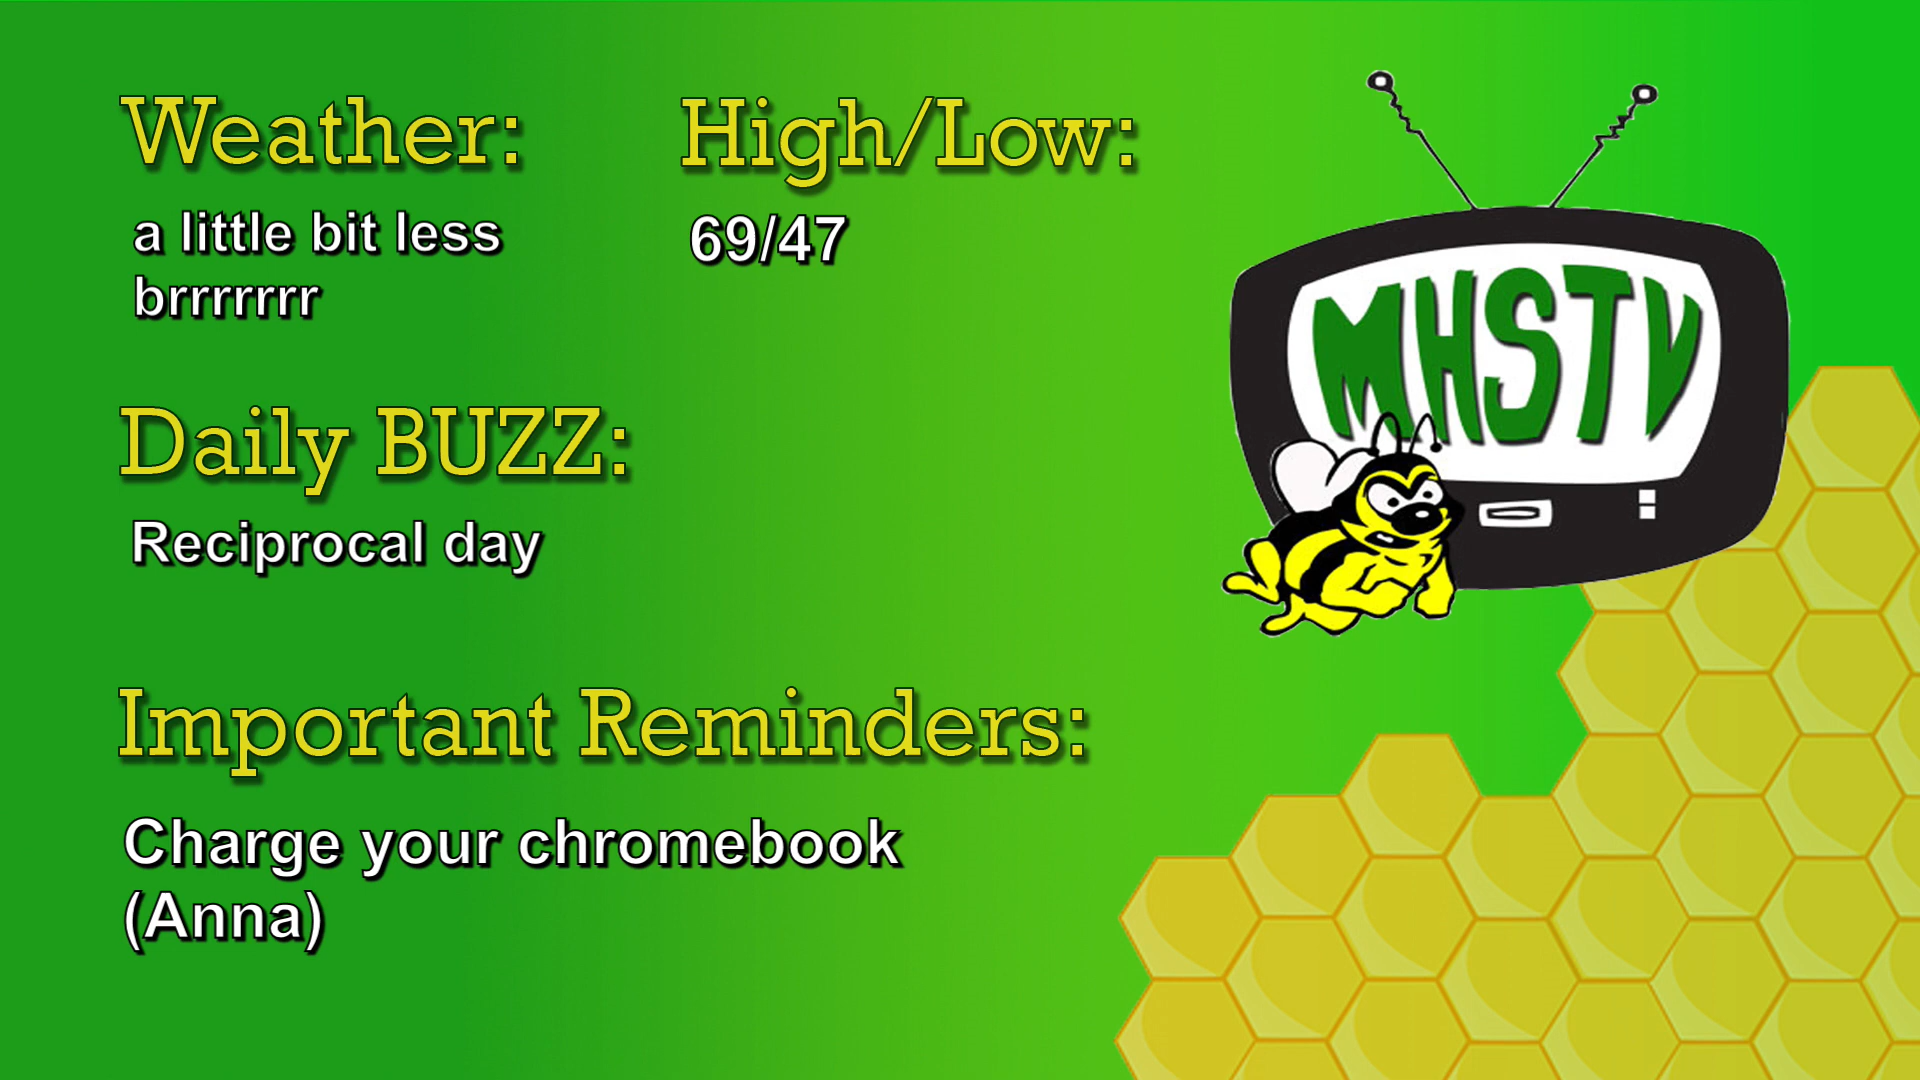 Weather:
a little bit less
brrrrrrr
High/Low:
69/47
MHSTV
Daily BUZZ:
Reciprocal day
Important Reminders:
Charge your chromebook
(Anna)